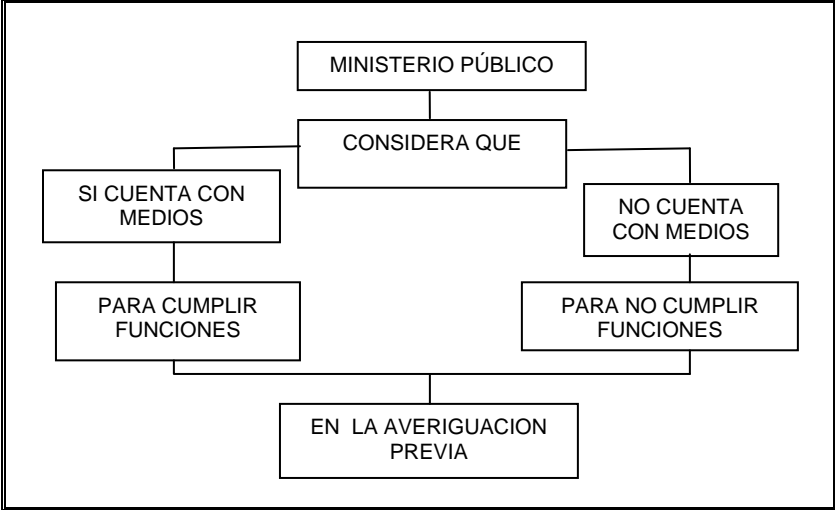 MINISTERIO PÚBLICO
CONSIDERA QUE
SI CUENTA CON
MEDIOS
NO CUENTA
CON MEDIOS
PARA CUMPLIR
FUNCIONES
PARA NO CUMPLIR
FUNCIONES
EN LA AVERIGUACION
PREVIA